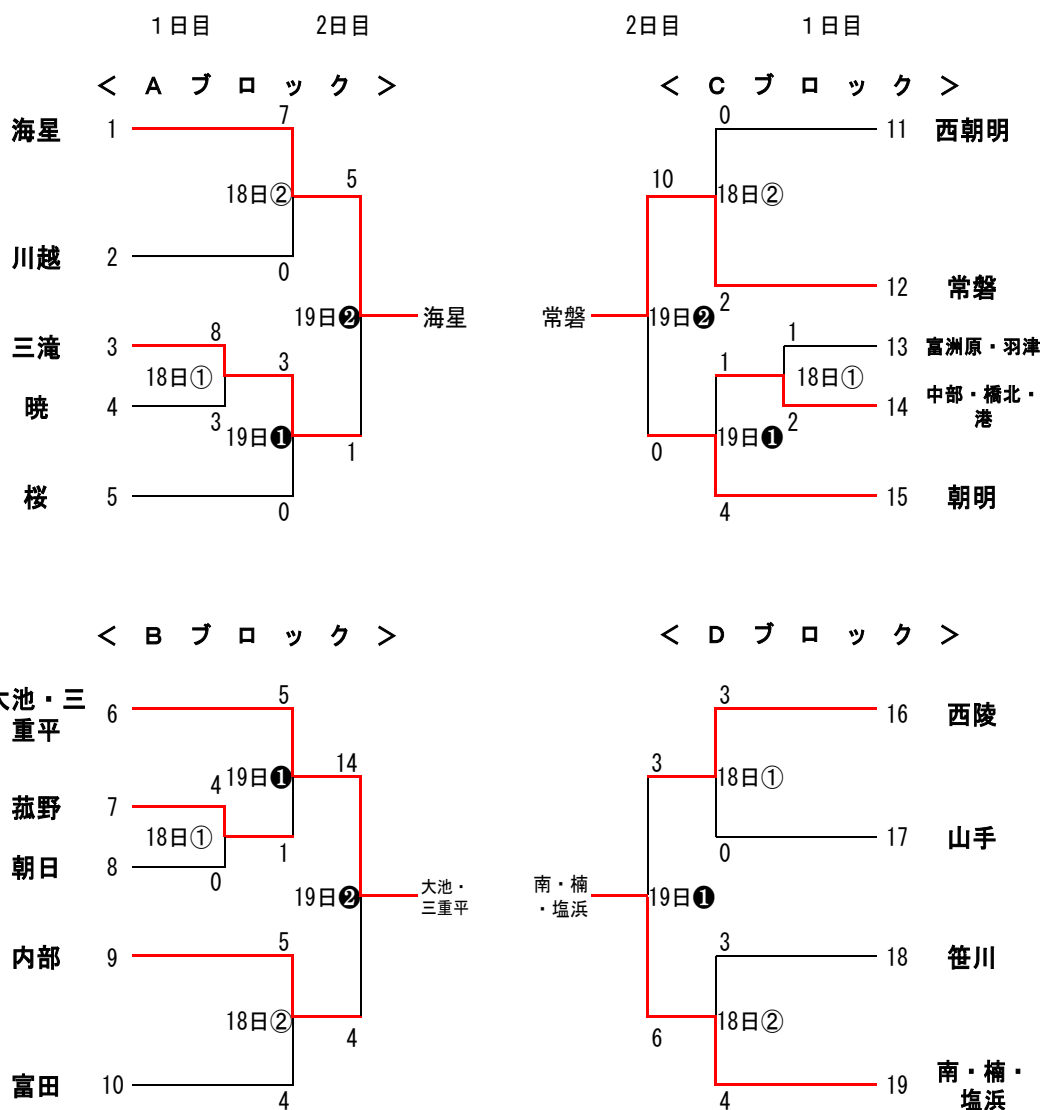 １日目 2日目 2日目 １日目
＜ Ａ ブ ロ ッ ク ＞
海星 1 7
18日② 5
川越 2 0
19日❷ 海星
三滝 3 8
18日① 3
暁 4 3
19日❶ 1
桜 5 0
＜ Ｃ ブ ロ ッ ク ＞
0 11 西朝明
10 18日②
2 12 常磐
常磐 19日❷
1 13 富洲原・羽津
1 18日①
2 14 中部・橋北・
港
0 19日❶
4 15 朝明
＜ Ｂ ブ ロ ッ ク ＞
大池・三
重平
6 5
19日❶ 14
菰野 7 4
18日① 1
朝日 8 0
19日❷ 大池・
三重平
内部 9 5
18日② 4
富田 10 4
＜ Ｄ ブ ロ ッ ク ＞
3 16 西陵
3 18日①
0 17 山手
南・楠
・塩浜
19日❶
3 18 笹川
6 18日②
4 19 南・楠・
塩浜